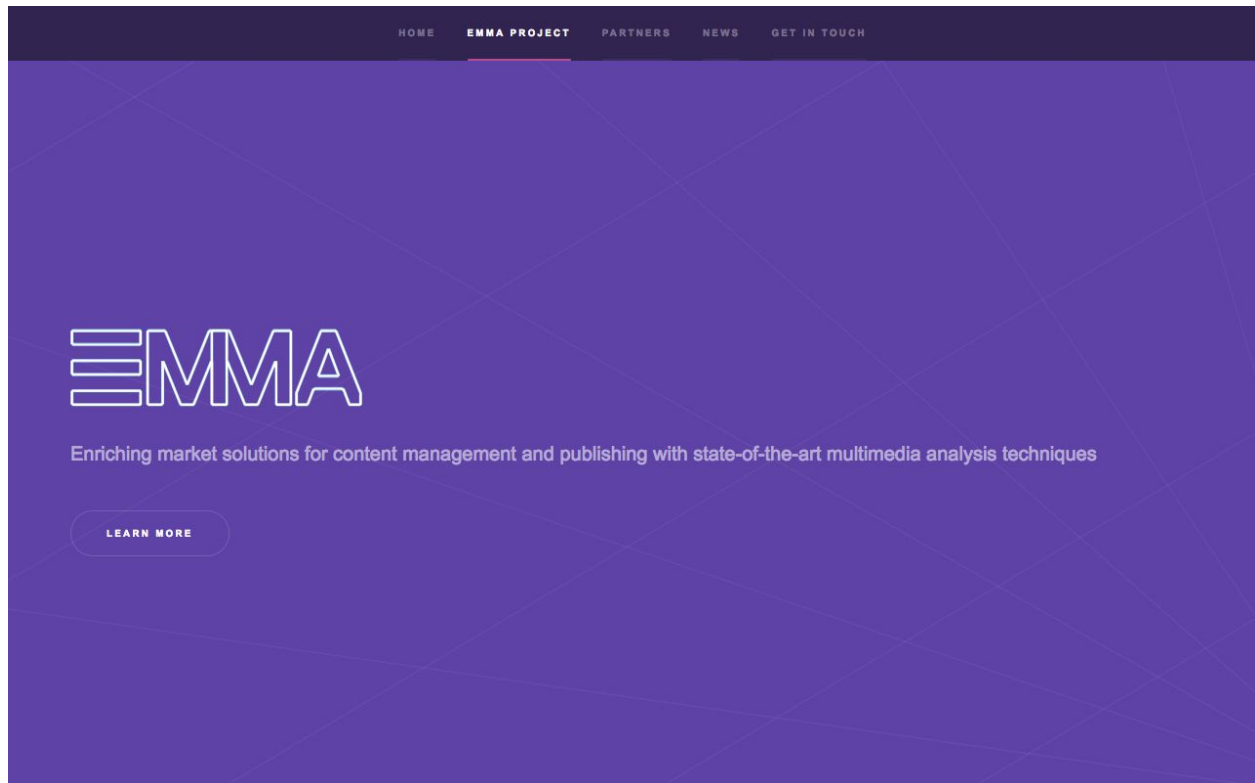 HOME EMMA PROJECT PARTNERS NEWS GET IN TOUCH
EMMA
Enriching market solutions for content management and publishing with state-of-the-art multimedia analysis techniques
LEARN MORE